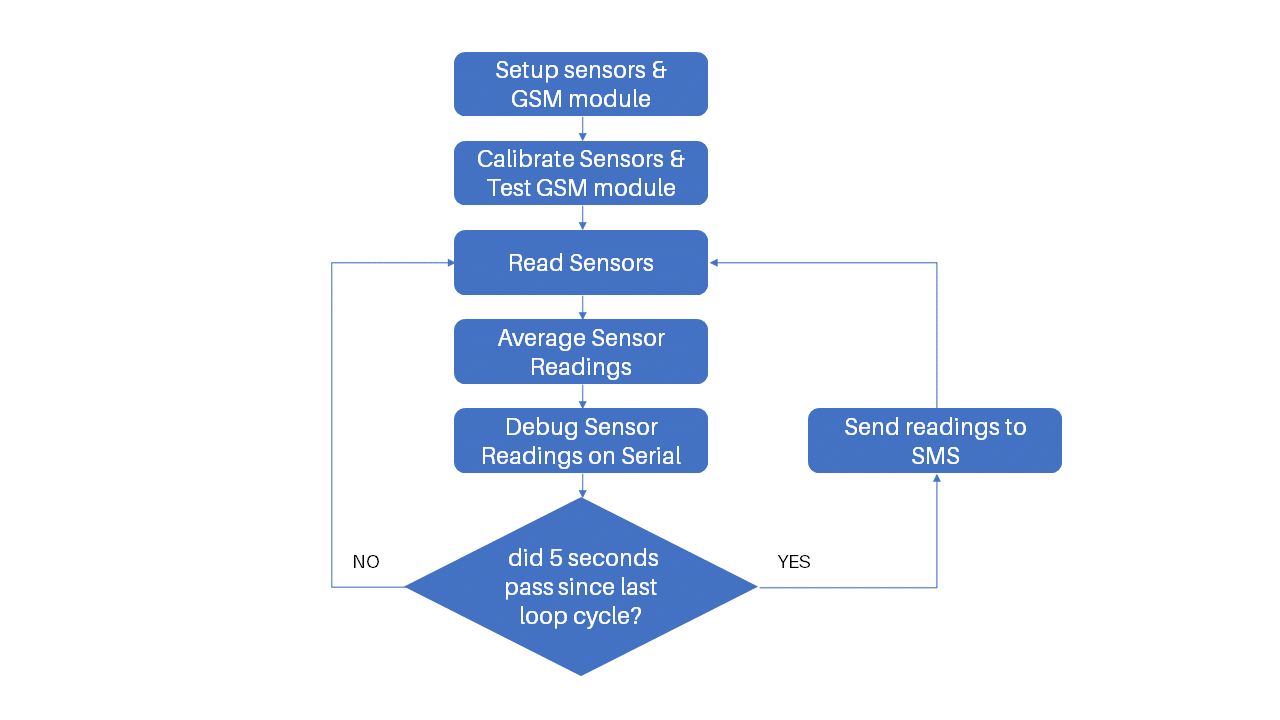 Setup sensors &
GSM module
Calibrate Sensors &
Test GSM module
Read Sensors
Average Sensor
Readings
Debug Sensor
Readings on Serial
Send readings to
SMS
did 5 seconds
pass since last
loop cycle?
NO
YES